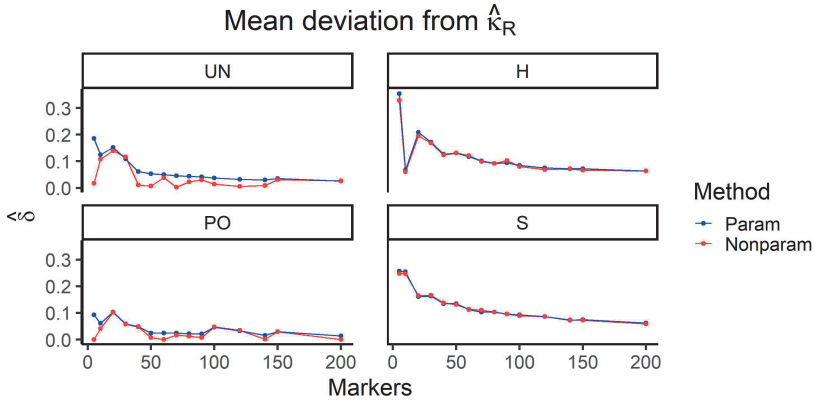 Mean deviation from κ̂R
UN
H
0.3
0.2
0.1
0.0
PO
S
0.3
0.2
0.1
0.0
δ̂
0 50 100 150 200
0 50 100 150 200
Markers
Method
Param
Nonparam